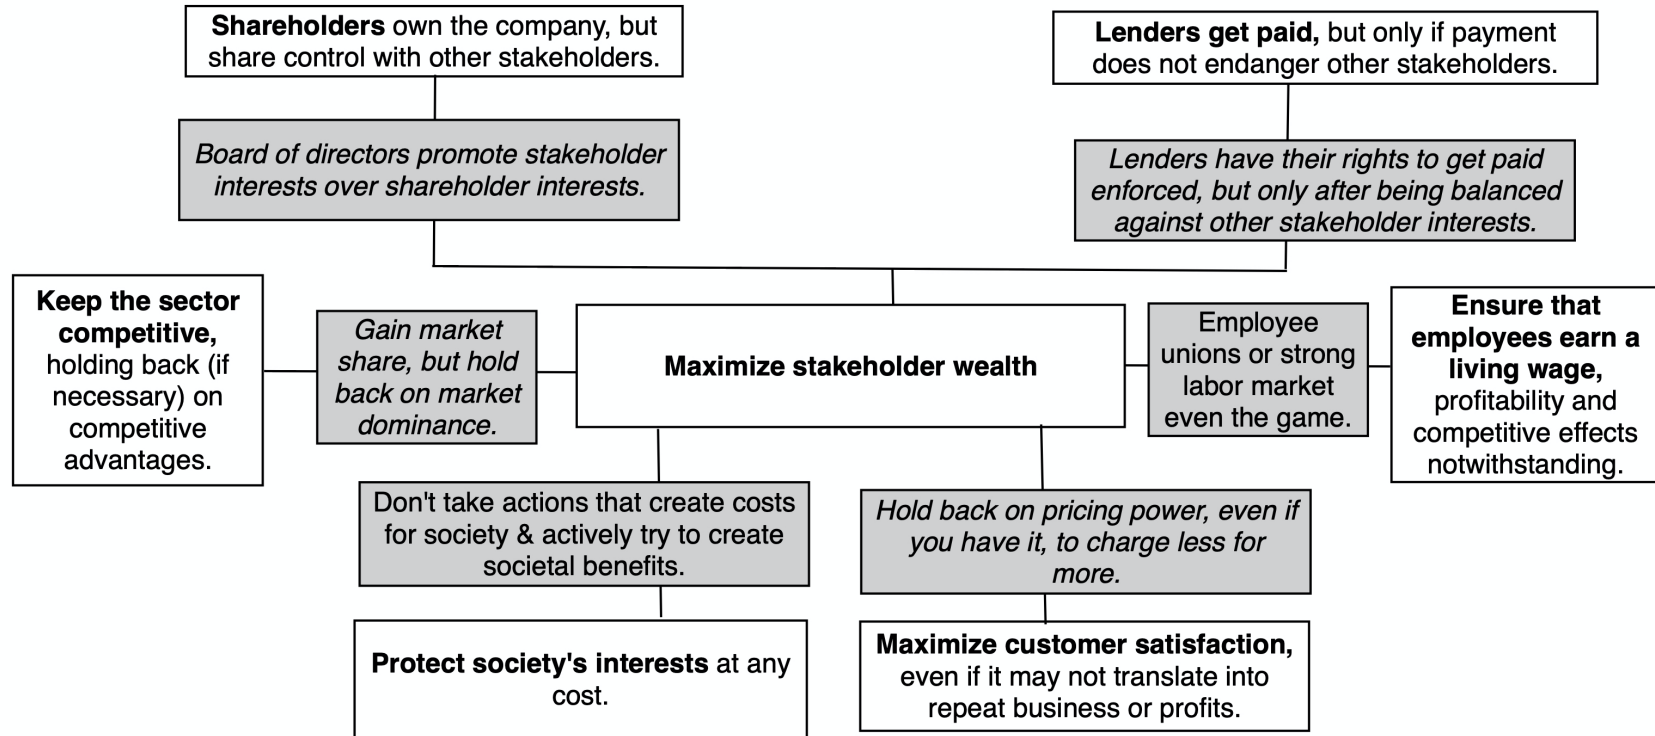 Shareholders own the company, but
share control with other stakeholders.
Lenders get paid, but only if payment
does not endanger other stakeholders.
Board of directors promote stakeholder
interests over shareholder interests.
Lenders have their rights to get paid
enforced, but only after being balanced
against other stakeholder interests.
Keep the sector
competitive,
holding back (if
necessary) on
competitive
advantages.
Gain market
share, but hold
back on market
dominance.
Maximize stakeholder wealth
Employee
unions or strong
labor market
even the game.
Ensure that
employees earn a
living wage,
profitability and
competitive effects
notwithstanding.
Don't take actions that create costs
for society & actively try to create
societal benefits.
Hold back on pricing power, even if
you have it, to charge less for
more.
Protect society's interests at any
cost.
Maximize customer satisfaction,
even if it may not translate into
repeat business or profits.